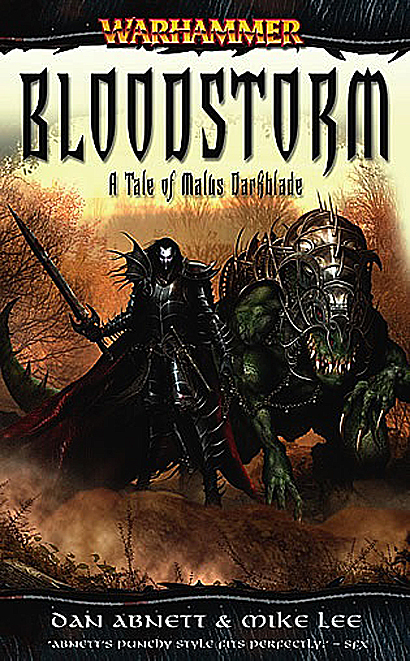 WARHAMMER
BLOODSTORM
A Tale of Malus Darkblade
DAN ABNETT & MIKE LEE
"ABNETT'S PUNCHY STYLE FITS PERFECTLY." – SFX